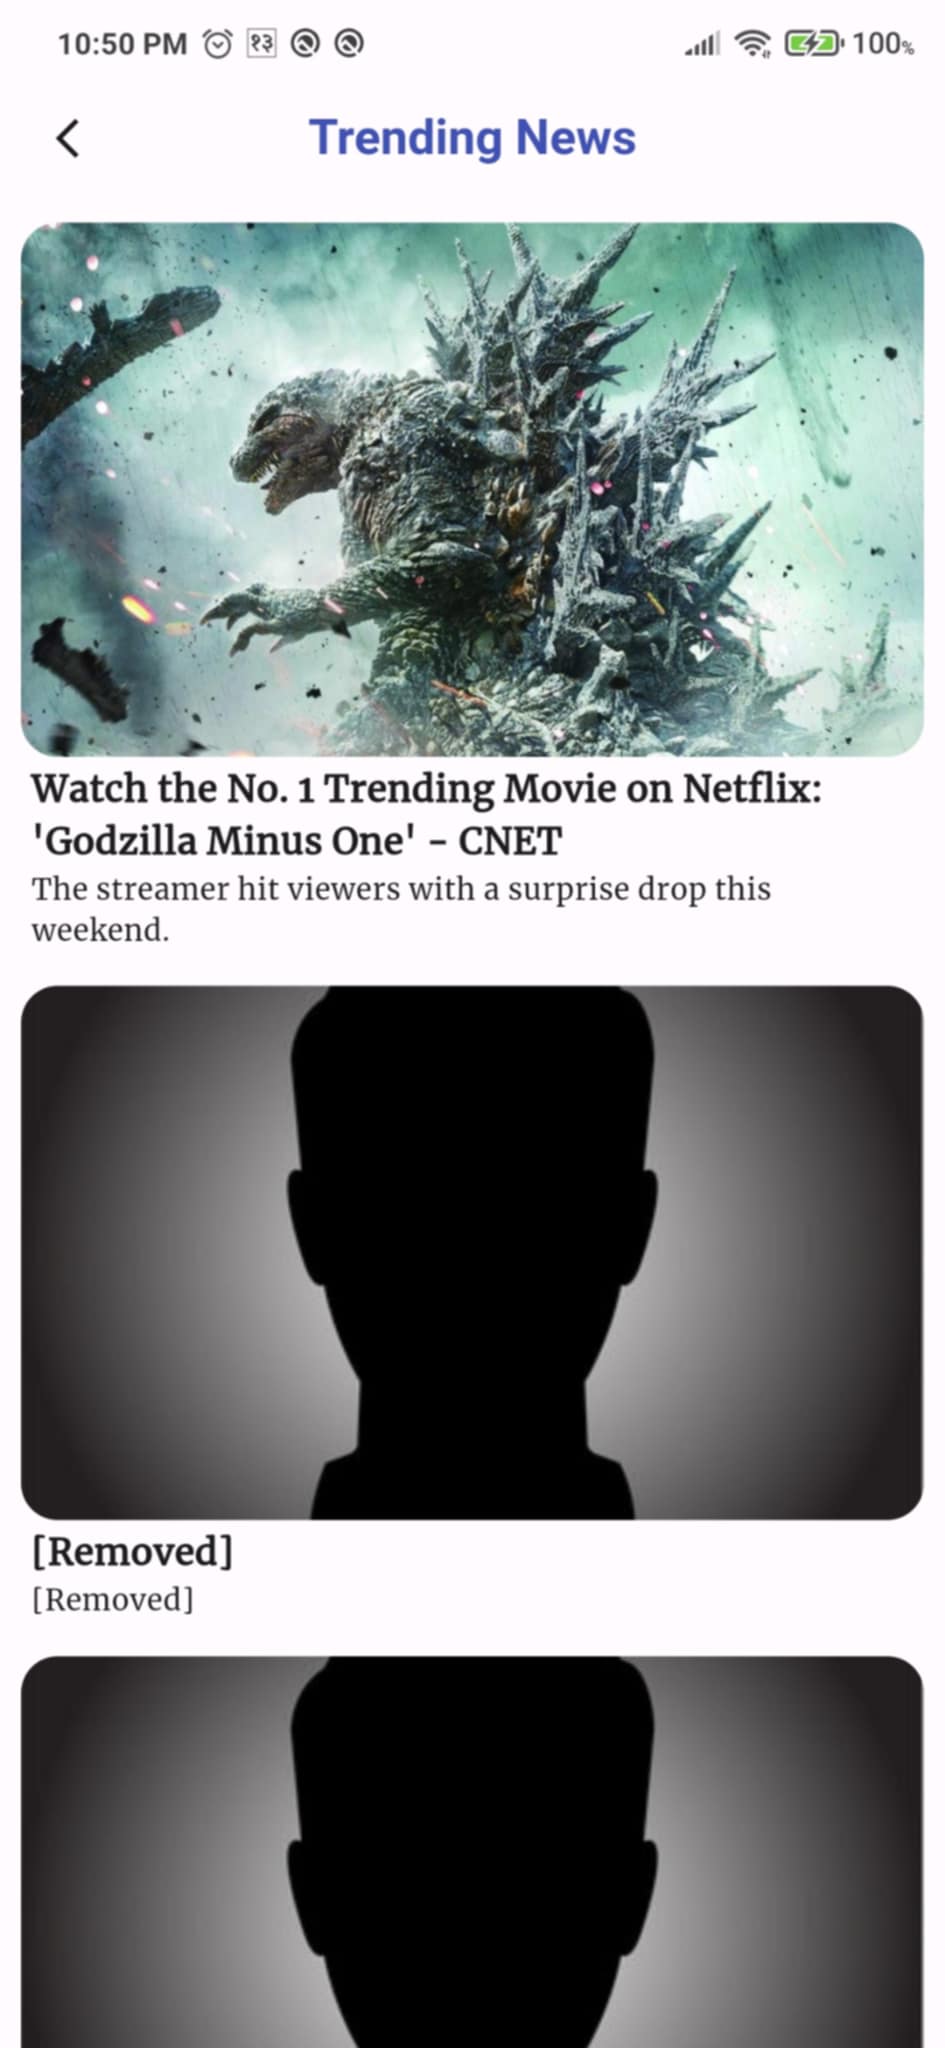 10:50 PM १३ 100%
Trending News
Watch the No. 1 Trending Movie on Netflix:
'Godzilla Minus One' - CNET
The streamer hit viewers with a surprise drop this
weekend.
[Removed]
[Removed]